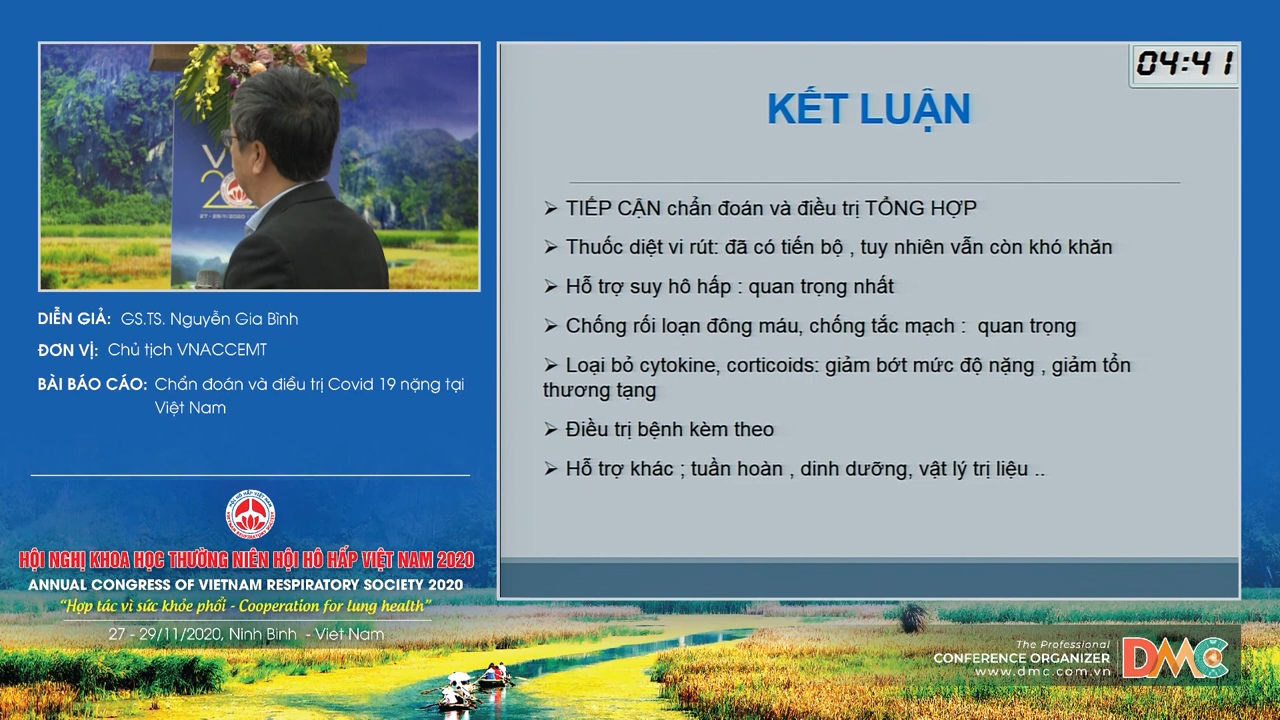 04:41
KẾT LUẬN
➢ TIẾP CẬN chẩn đoán và điều trị TỔNG HỢP
➢ Thuốc diệt vi rút: đã có tiến bộ , tuy nhiên vẫn còn khó khăn
➢ Hỗ trợ suy hô hấp : quan trọng nhất
➢ Chống rối loạn đông máu, chống tắc mạch : quan trọng
➢ Loại bỏ cytokine, corticoids: giảm bớt mức độ nặng , giảm tổn
thương tạng
➢ Điều trị bệnh kèm theo
➢ Hỗ trợ khác ; tuần hoàn , dinh dưỡng, vật lý trị liệu ..
DIỄN GIẢ: GS.TS. Nguyễn Gia Bình
ĐƠN VỊ: Chủ tịch VNACCEMT
BÀI BÁO CÁO: Chẩn đoán và điều trị Covid 19 nặng tại
Việt Nam
HỘI NGHỊ KHOA HỌC THƯỜNG NIÊN HỘI HÔ HẤP VIỆT NAM 2020
ANNUAL CONGRESS OF VIETNAM RESPIRATORY SOCIETY 2020
“Hợp tác vì sức khỏe phổi - Cooperation for lung health”
27 - 29/11/2020, Ninh Bình - Viet Nam
The Professional
CONFERENCE ORGANIZER
www.dmc.com.vn
DMC